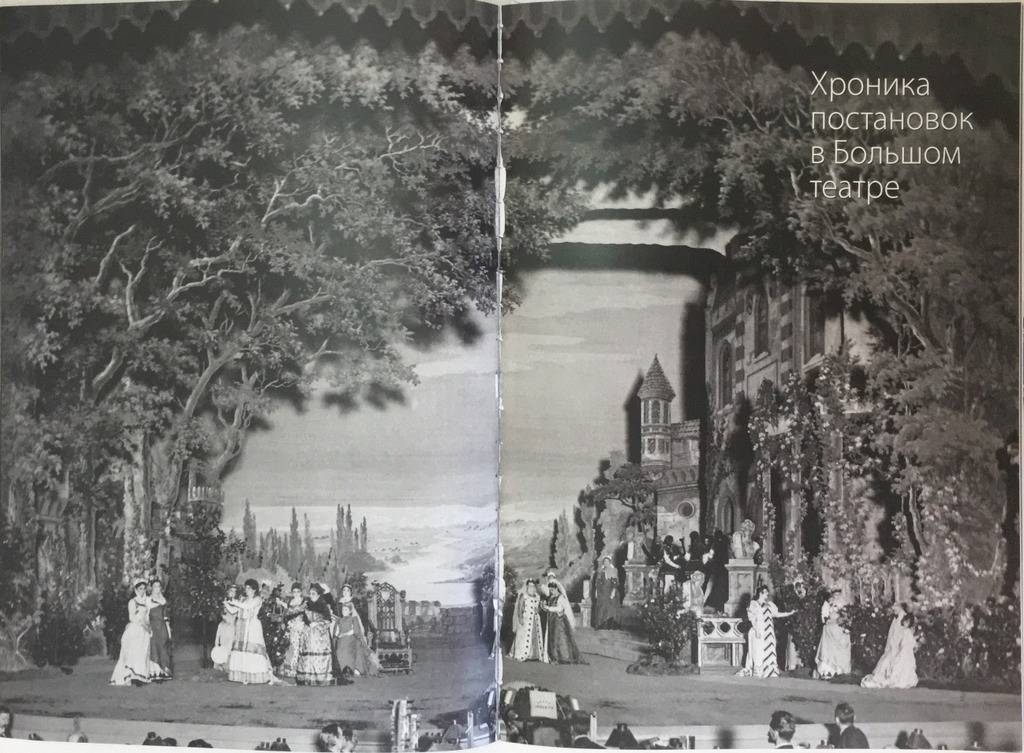 Хроника
постановок
в Большом
театре